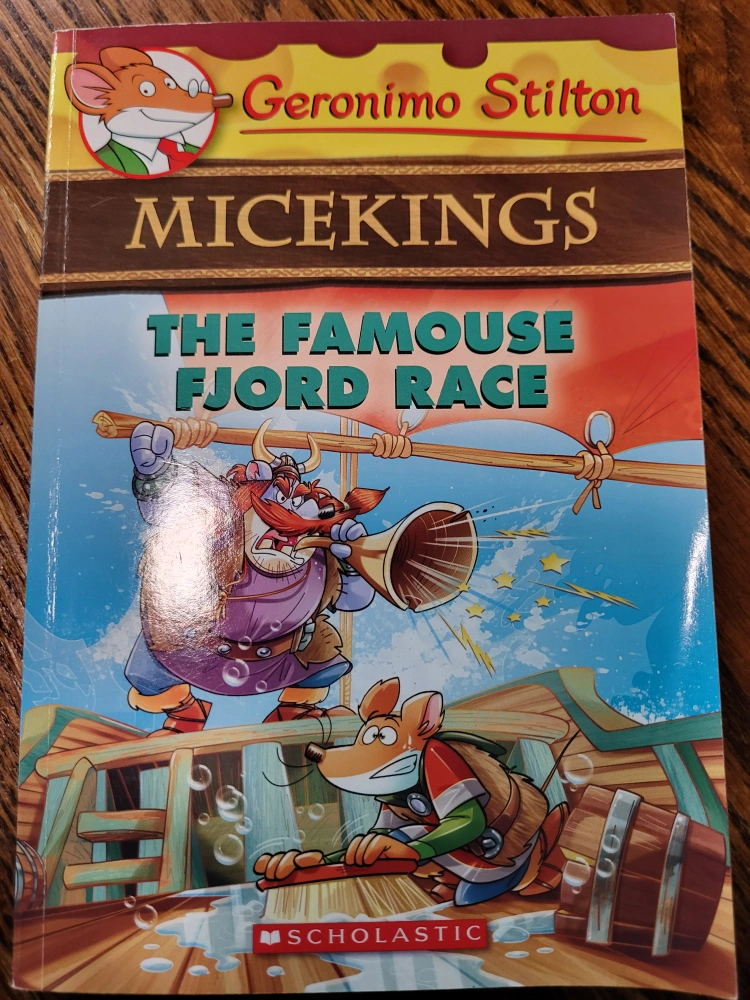 Geronimo Stilton
MICEKINGS
THE FAMOUSE
FJORD RACE
SCHOLASTIC